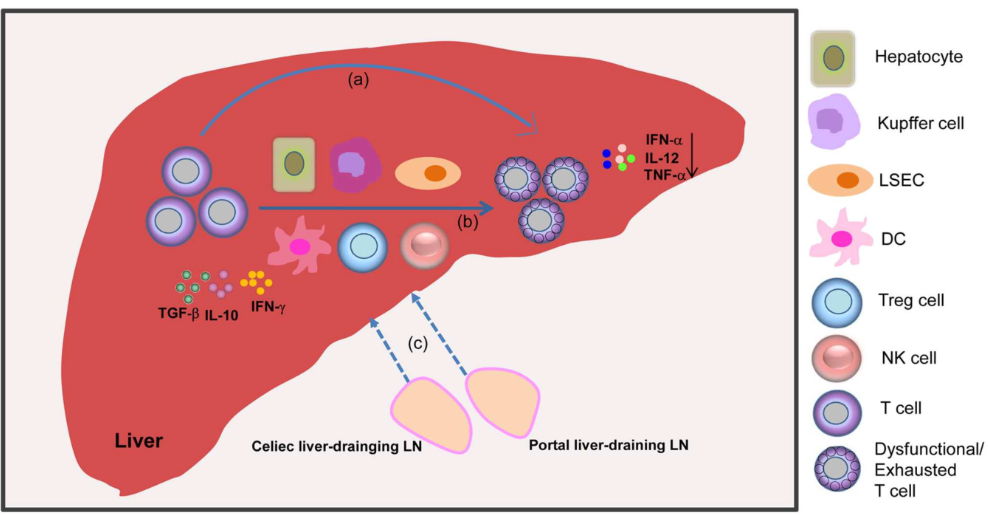 (a)
IFN-α
IL-12
TNF-α
(b)
TGF-β IL-10 IFN-γ
(c)
Liver
Celiec liver-drainging LN
Portal liver-draining LN
Hepatocyte
Kupffer cell
LSEC
DC
Treg cell
NK cell
T cell
Dysfunctional/
Exhausted
T cell